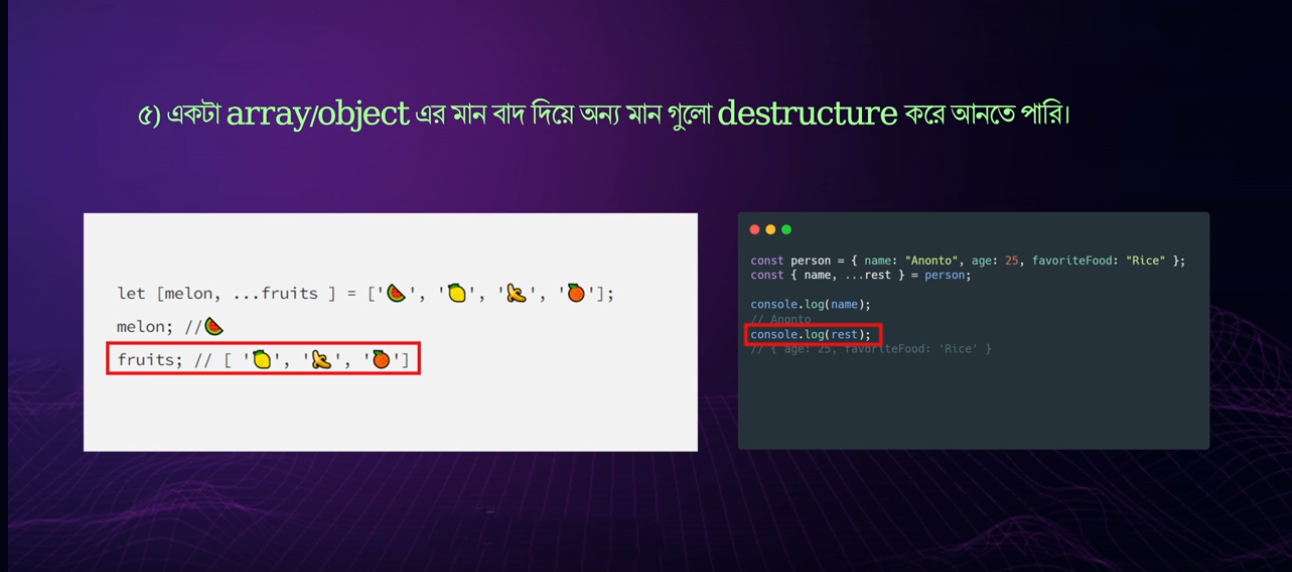 ৫) একটা array/object এর মান বাদ দিয়ে অন্য মান গুলো destructure করে আনতে পারি।
let [melon, ...fruits ] = ['🍉', '🍋', '🍌', '🍊'];
melon; //🍉
fruits; // [ '🍋', '🍌', '🍊']
const person = { name: "Anonto", age: 25, favoriteFood: "Rice" };
const { name, ...rest } = person;
console.log(name);
// Anonto
console.log(rest);
// { age: 25, favoriteFood: 'Rice' }